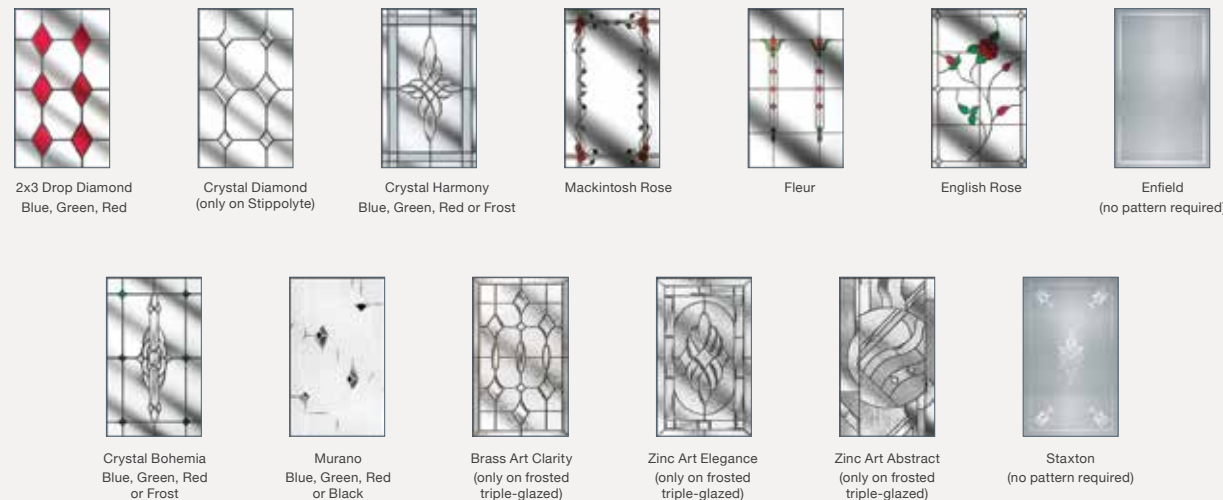 2x3 Drop Diamond
Blue, Green, Red
Crystal Diamond
(only on Stippolyte)
Crystal Harmony
Blue, Green, Red or Frost
Mackintosh Rose
Fleur
English Rose
Enfield
(no pattern required)
Crystal Bohemia
Blue, Green, Red
or Frost
Murano
Blue, Green, Red
or Black
Brass Art Clarity
(only on frosted
triple-glazed)
Zinc Art Elegance
(only on frosted
triple-glazed)
Zinc Art Abstract
(only on frosted
triple-glazed)
Staxton
(no pattern required)